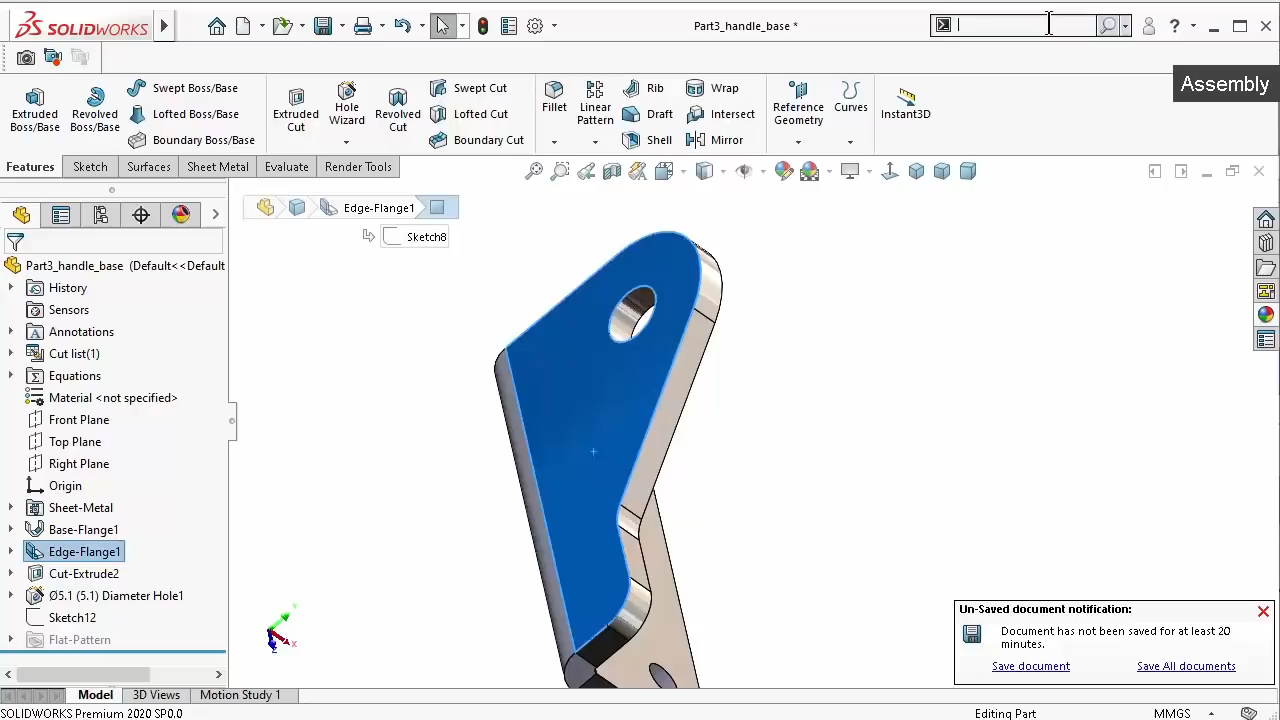 SOLIDWORKS
Part3_handle_base *
Assembly
Extruded Boss/Base
Revolved Boss/Base
Swept Boss/Base
Lofted Boss/Base
Boundary Boss/Base
Extruded Cut
Hole Wizard
Revolved Cut
Swept Cut
Lofted Cut
Boundary Cut
Fillet
Linear Pattern
Rib
Draft
Shell
Wrap
Intersect
Mirror
Reference Geometry
Curves
Instant3D
Features
Sketch
Surfaces
Sheet Metal
Evaluate
Render Tools
Edge-Flange1
Sketch8
Part3_handle_base (Default<<Default
History
Sensors
Annotations
Cut list(1)
Equations
Material <not specified>
Front Plane
Top Plane
Right Plane
Origin
Sheet-Metal
Base-Flange1
Edge-Flange1
Cut-Extrude2
Ø5.1 (5.1) Diameter Hole1
Sketch12
Flat-Pattern
Un-Saved document notification:
Document has not been saved for at least 20
minutes.
Save document
Save All documents
Model
3D Views
Motion Study 1
SOLIDWORKS Premium 2020 SP0.0
Editing Part
MMGS